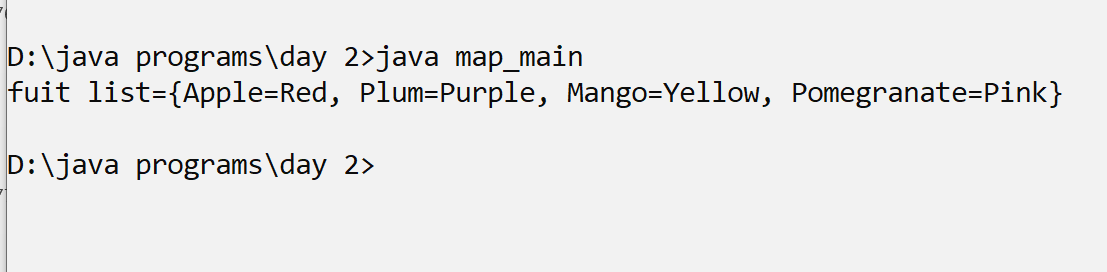 D:\java programs\day 2>java map_main
fuit list={Apple=Red, Plum=Purple, Mango=Yellow, Pomegranate=Pink}
D:\java programs\day 2>